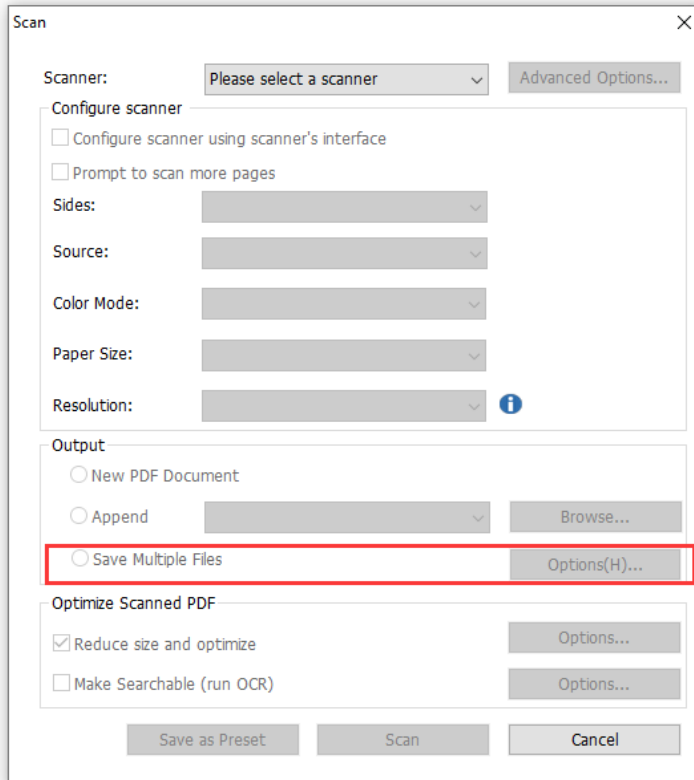 Scan
Scanner: Please select a scanner Advanced Options...
Configure scanner
Configure scanner using scanner's interface
Prompt to scan more pages
Sides:
Source:
Color Mode:
Paper Size:
Resolution:
Output
New PDF Document
Append Browse...
Save Multiple Files Options(H)...
Optimize Scanned PDF
Reduce size and optimize Options...
Make Searchable (run OCR) Options...
Save as Preset Scan Cancel